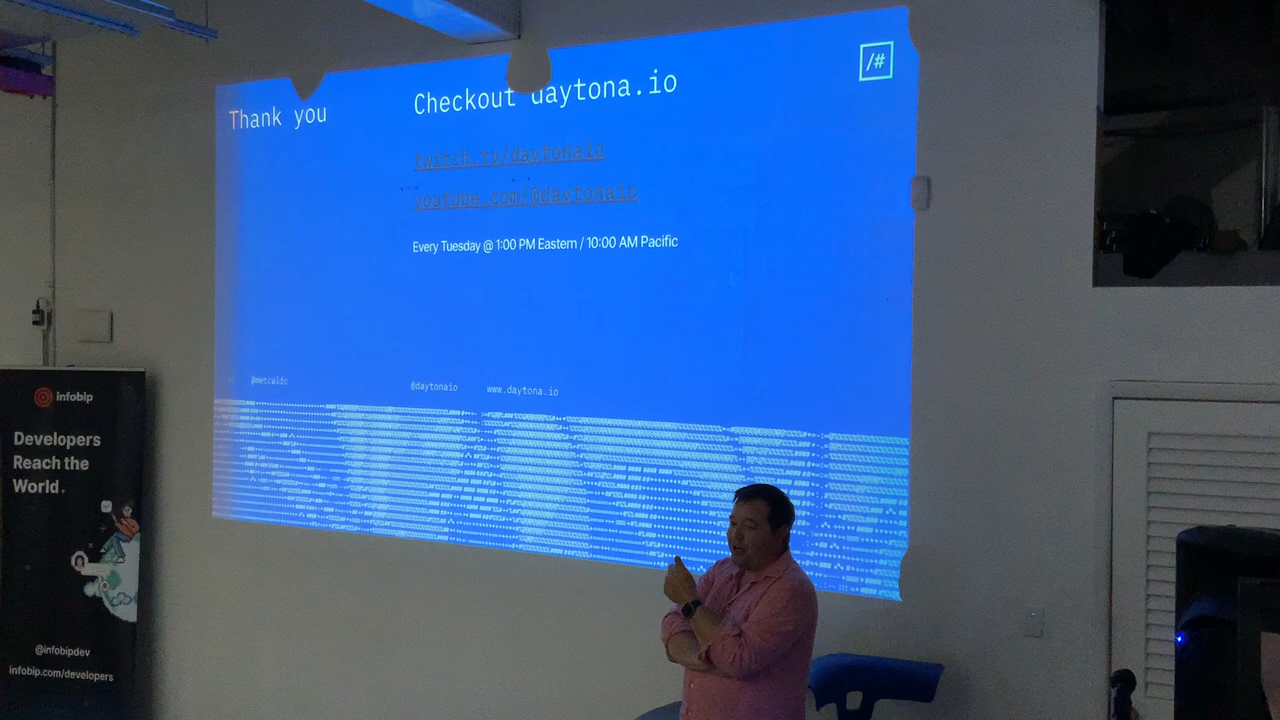 Thank you
Checkout daytona.io
/#
twitch.tv/daytonaio
youtube.com/@daytonaio
Every Tuesday @ 1:00 PM Eastern / 10:00 AM Pacific
@metcalfc
@daytonaio
www.daytona.io
infobip
Developers
Reach the
World.
@infobipdev
infobip.com/developers